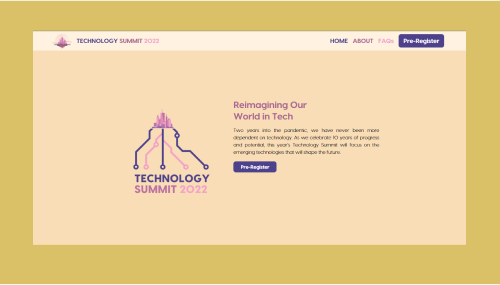 TECHNOLOGY SUMMIT 2022
HOME ABOUT FAQs Pre-Register
Reimagining Our
World in Tech
Two years into the pandemic, we have never been more
dependent on technology. As we celebrate 10 years of progress
and potential, this year's Technology Summit will focus on the
emerging technologies that will shape the future.
Pre-Register
TECHNOLOGY
SUMMIT 2022